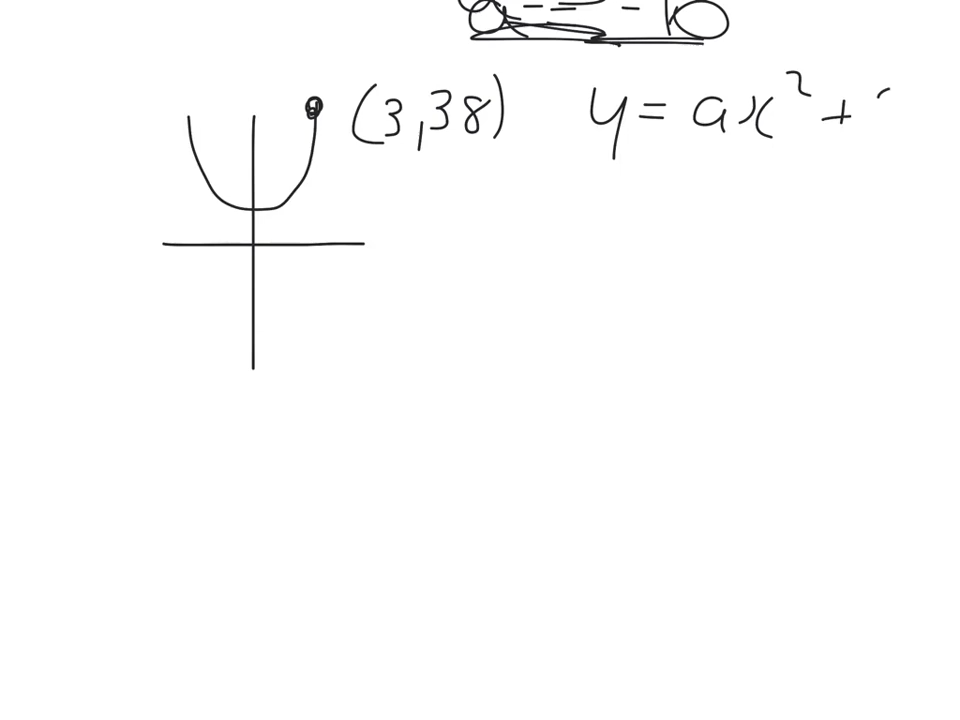 (3,38) y = ax² +